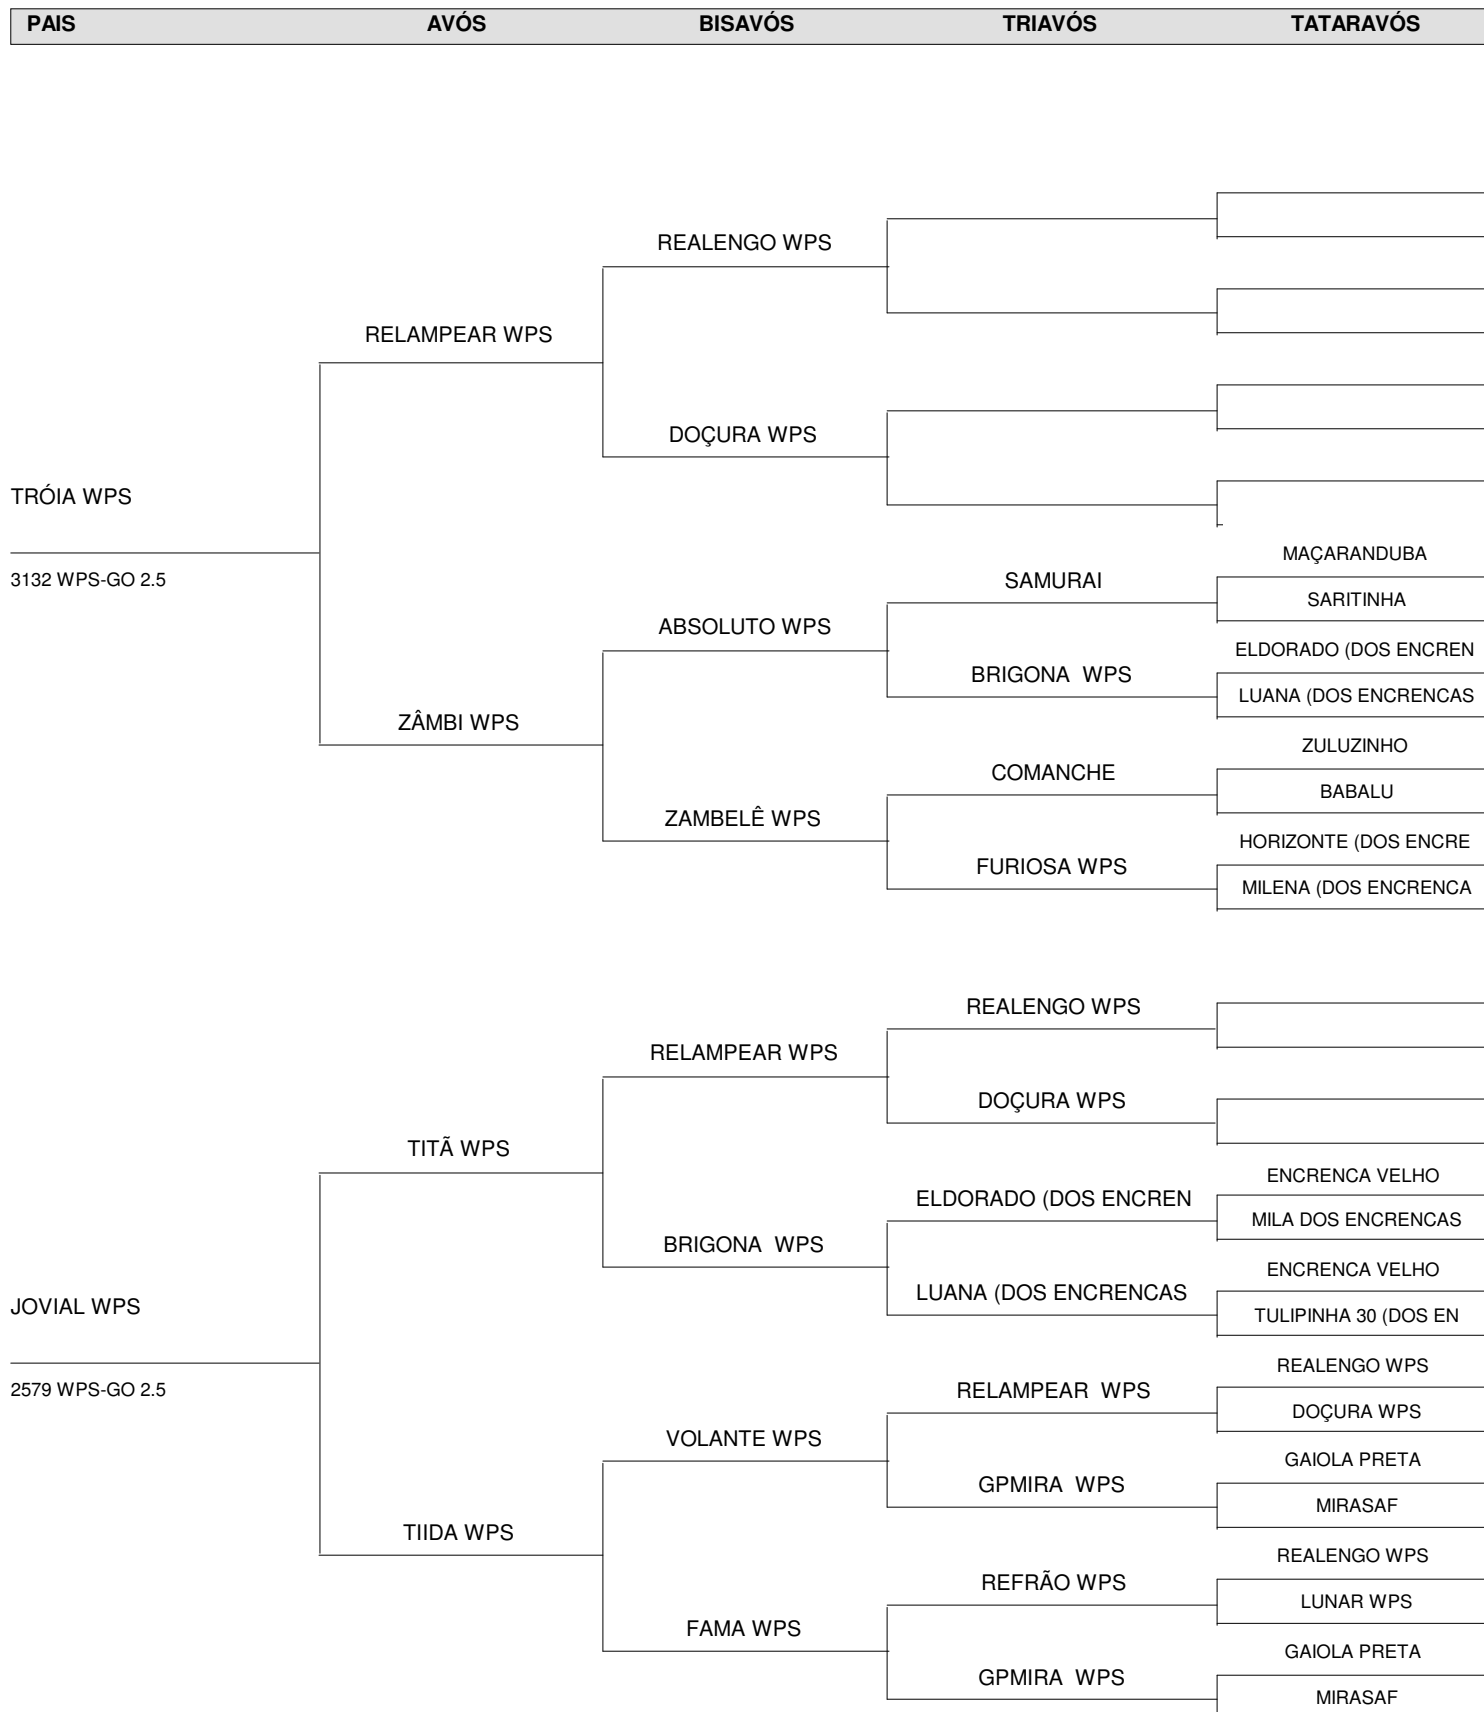 PAIS AVÓS BISAVÓS TRIAVÓS TATARAVÓS
REALENGO WPS
RELAMPEAR WPS
DOÇURA WPS
TRÓIA WPS
3132 WPS-GO 2.5
MAÇARANDUBA
SAMURAI
SARITINHA
ABSOLUTO WPS
ELDORADO (DOS ENCREN
BRIGONA  WPS
LUANA (DOS ENCRENCAS
ZÂMBI WPS
ZULUZINHO
COMANCHE
BABALU
ZAMBELÊ WPS
HORIZONTE (DOS ENCRE
FURIOSA WPS
MILENA (DOS ENCRENCA
REALENGO WPS
RELAMPEAR WPS
DOÇURA WPS
TITÃ WPS
ENCRENCA VELHO
ELDORADO (DOS ENCREN
MILA DOS ENCRENCAS
BRIGONA  WPS
ENCRENCA VELHO
LUANA (DOS ENCRENCAS
TULIPINHA 30 (DOS EN
JOVIAL WPS
2579 WPS-GO 2.5
REALENGO WPS
RELAMPEAR  WPS
DOÇURA WPS
VOLANTE WPS
GAIOLA PRETA
GPMIRA  WPS
MIRASAF
TIIDA WPS
REALENGO WPS
REFRÃO WPS
LUNAR WPS
FAMA WPS
GAIOLA PRETA
GPMIRA  WPS
MIRASAF